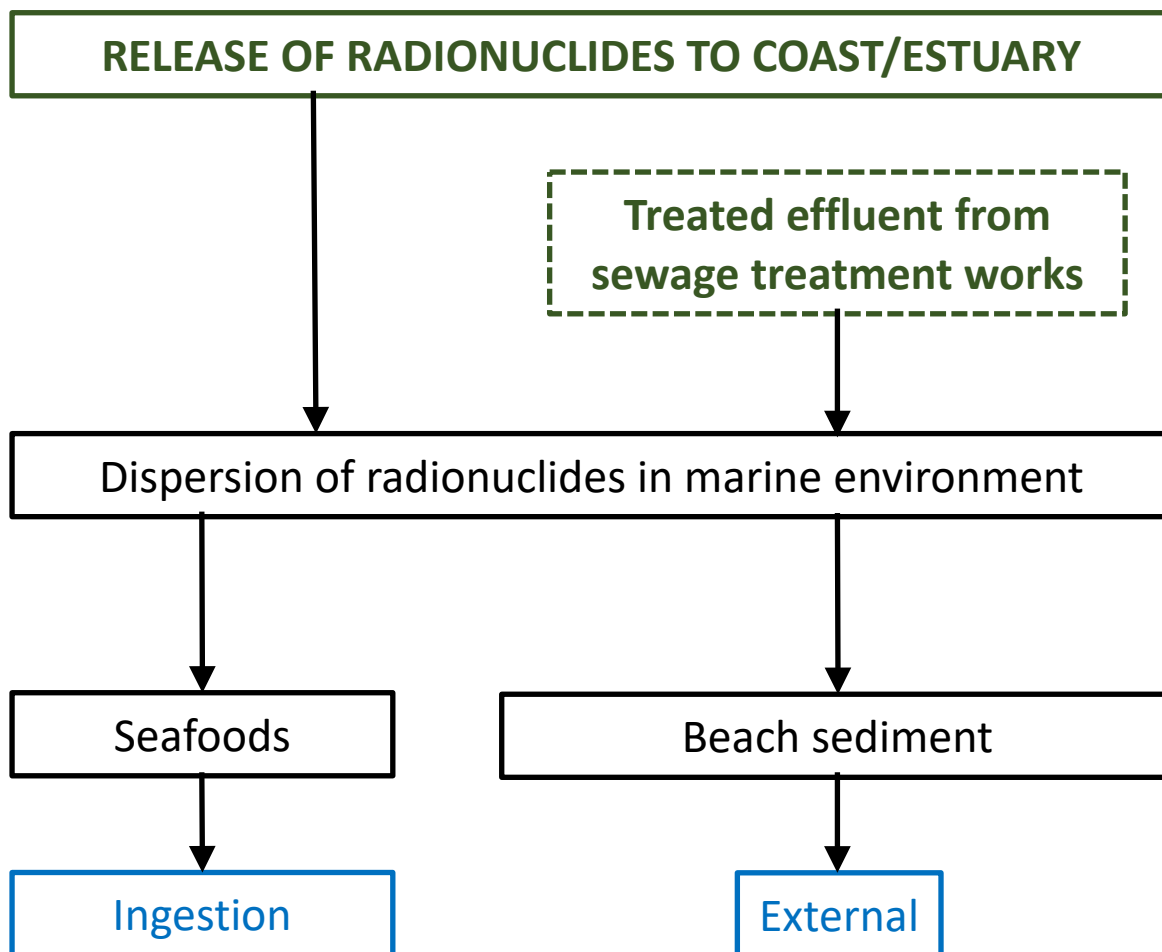 RELEASE OF RADIONUCLIDES TO COAST/ESTUARY
Treated effluent from
sewage treatment works
Dispersion of radionuclides in marine environment
Seafoods
Beach sediment
Ingestion
External